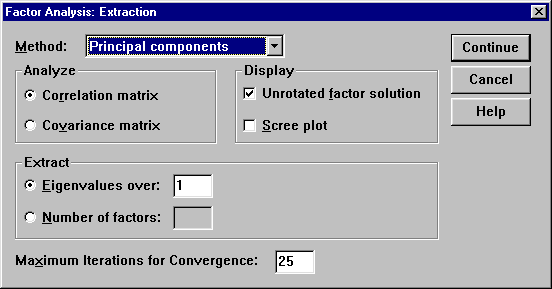 Factor Analysis: Extraction
Method: Principal components
Continue
Cancel
Help
Analyze
Correlation matrix
Covariance matrix
Display
Unrotated factor solution
Scree plot
Extract
Eigenvalues over: 1
Number of factors:
Maximum Iterations for Convergence: 25